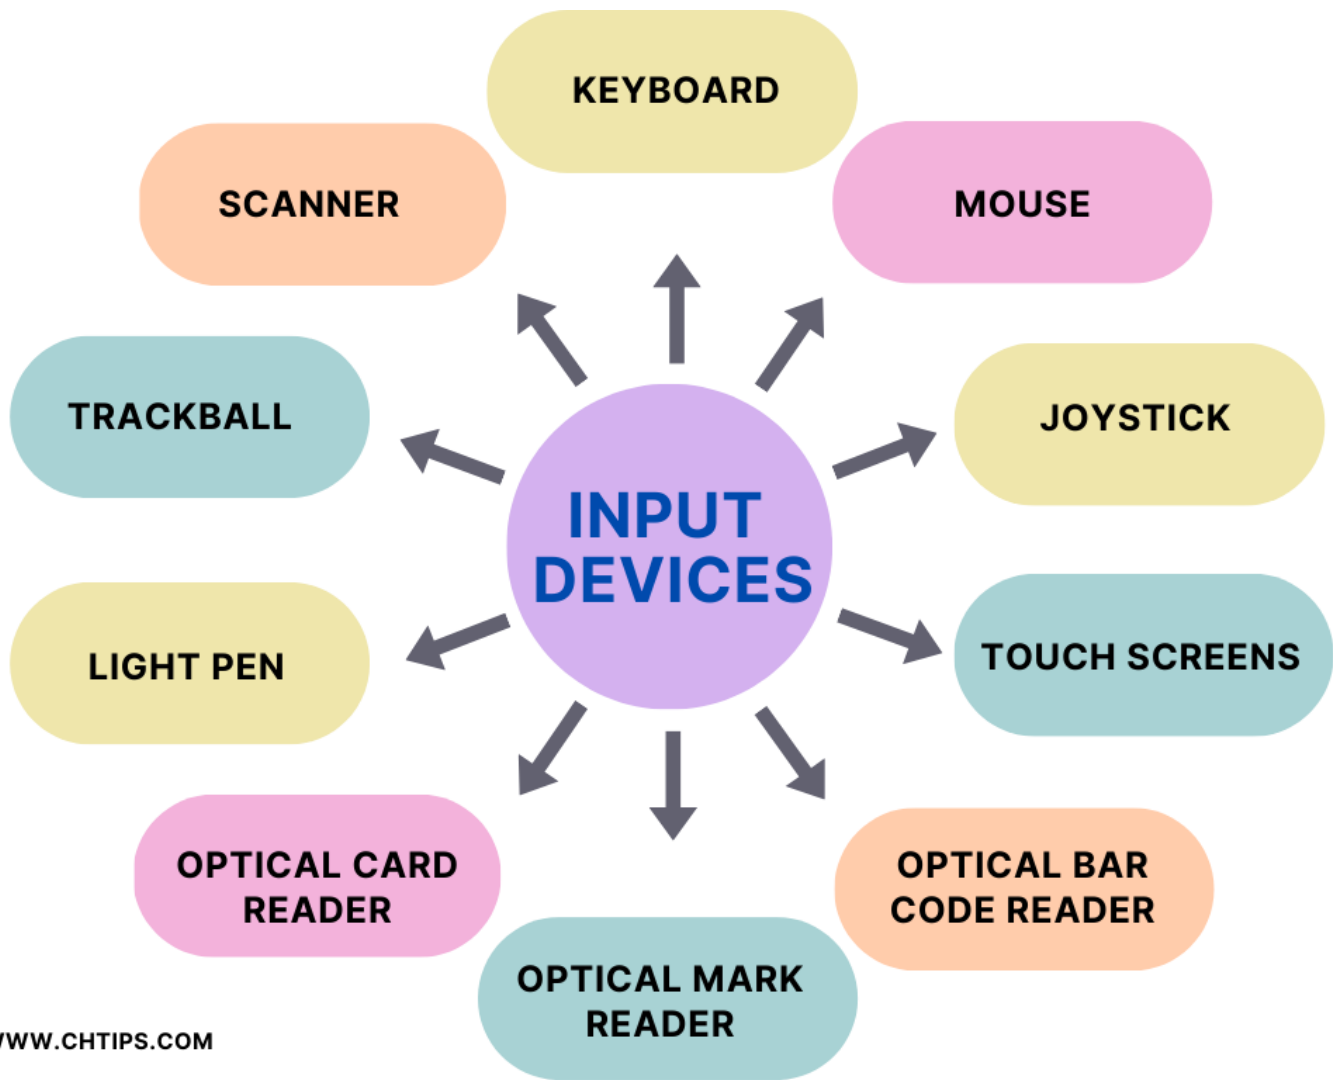 KEYBOARD
SCANNER
MOUSE
TRACKBALL
JOYSTICK
INPUT
DEVICES
LIGHT PEN
TOUCH SCREENS
OPTICAL CARD
READER
OPTICAL BAR
CODE READER
OPTICAL MARK
READER
WWW.CHTIPS.COM